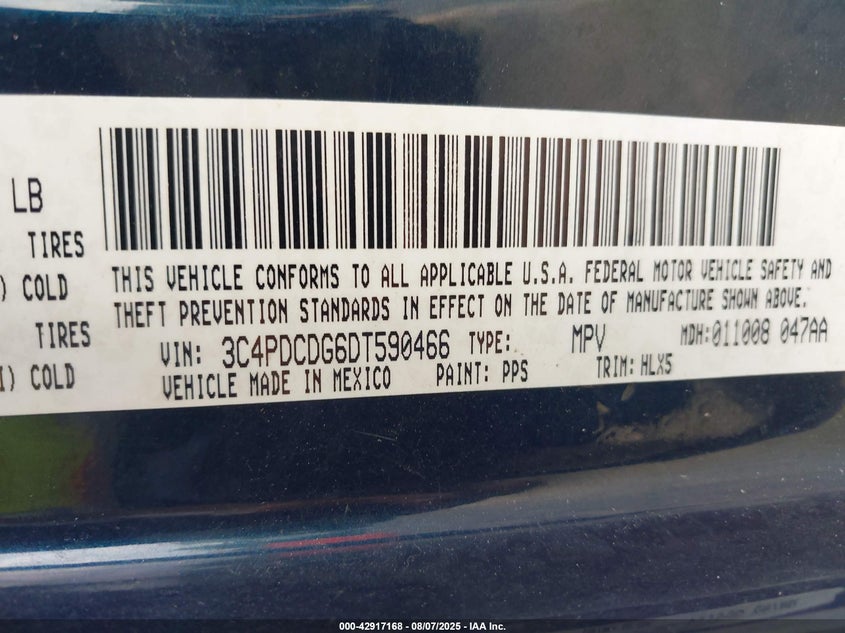 LB
TIRES
) COLD
TIRES
I) COLD
THIS VEHICLE CONFORMS TO ALL APPLICABLE U.S.A. FEDERAL MOTOR VEHICLE SAFETY AND
THEFT PREVENTION STANDARDS IN EFFECT ON THE DATE OF MANUFACTURE SHOWN ABOVE.
VIN: 3C4PDCDG6DT590466 TYPE: MPV MDH:011008 047AA
VEHICLE MADE IN MEXICO PAINT: PPS TRIM: HLX5
000-42917168 - 08/07/2025 - IAA Inc.